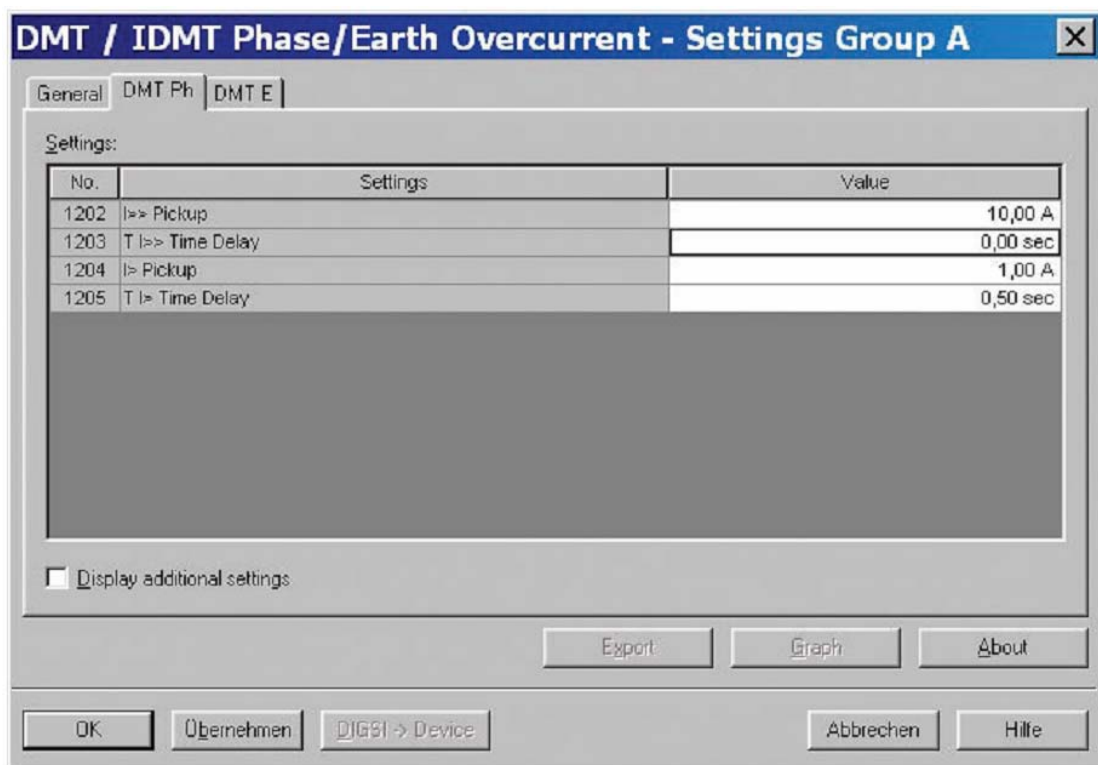 DMT / IDMT Phase/Earth Overcurrent - Settings Group A
General DMT Ph DMT E
Settings:
No. Settings Value
1202 I>> Pickup 10,00 A
1203 T I>> Time Delay 0,00 sec
1204 I> Pickup 1,00 A
1205 T I> Time Delay 0,50 sec
Display additional settings
Export Graph About
OK Übernehmen DIGSI -> Device Abbrechen Hilfe